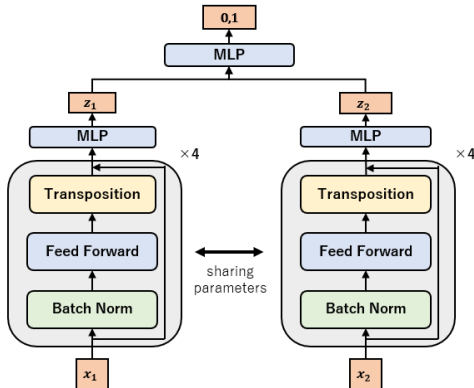 0,1
MLP
z₁
z₂
MLP
MLP
×4
×4
Transposition
Transposition
Feed Forward
Feed Forward
sharing
parameters
Batch Norm
Batch Norm
x₁
x₂